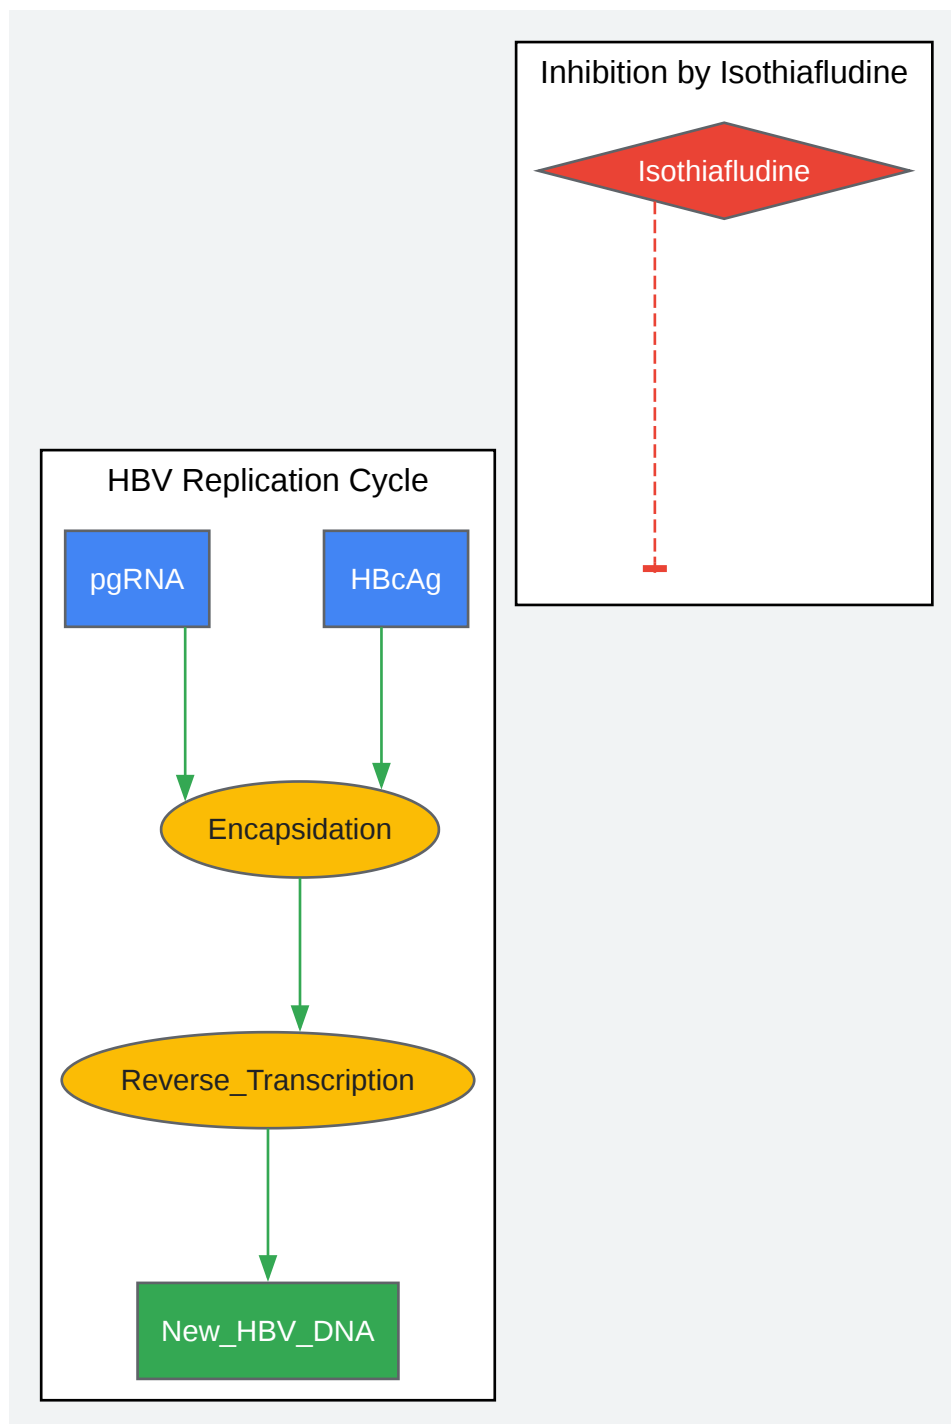 Inhibition by Isothiafludine
Isothiafludine
HBV Replication Cycle
pgRNA
HBcAg
Encapsidation
Reverse_Transcription
New_HBV_DNA